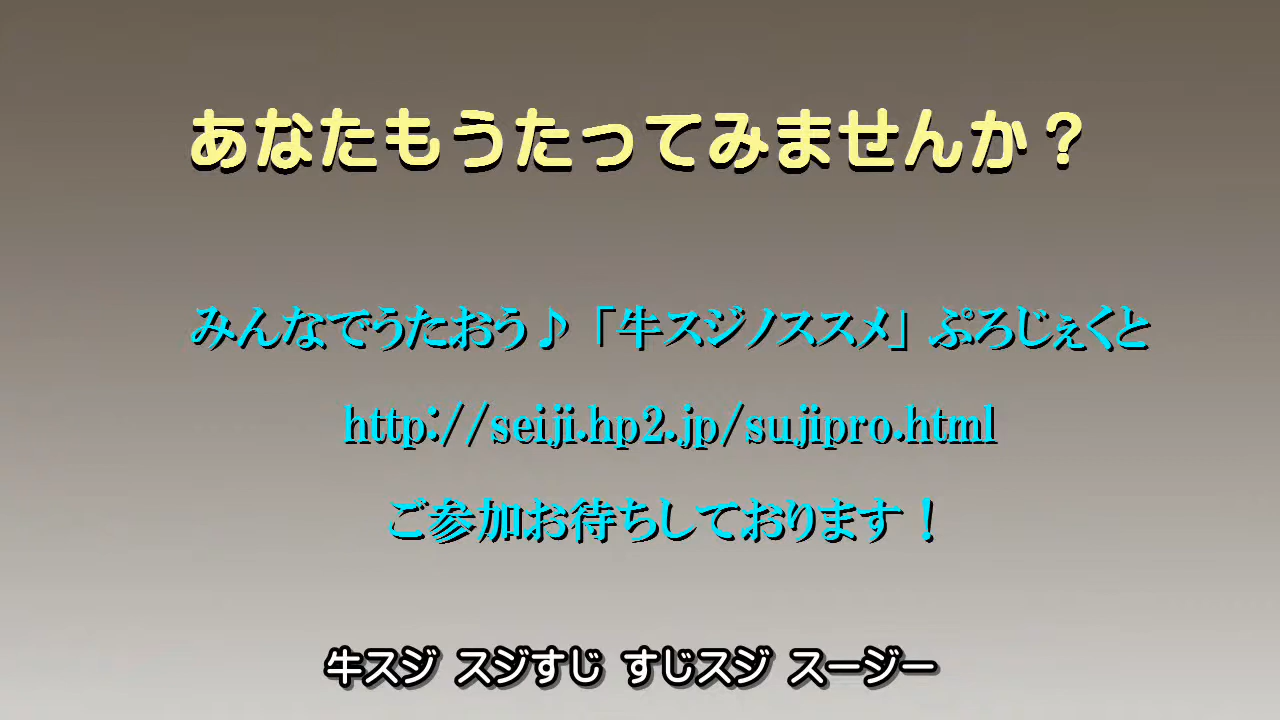 あなたもうたってみませんか？
みんなでうたおう♪「牛スジノススメ」ぷろじぇくと
http://seiji.hp2.jp/sujipro.html
ご参加お待ちしております！
牛スジ スジすじ すじスジ スージー